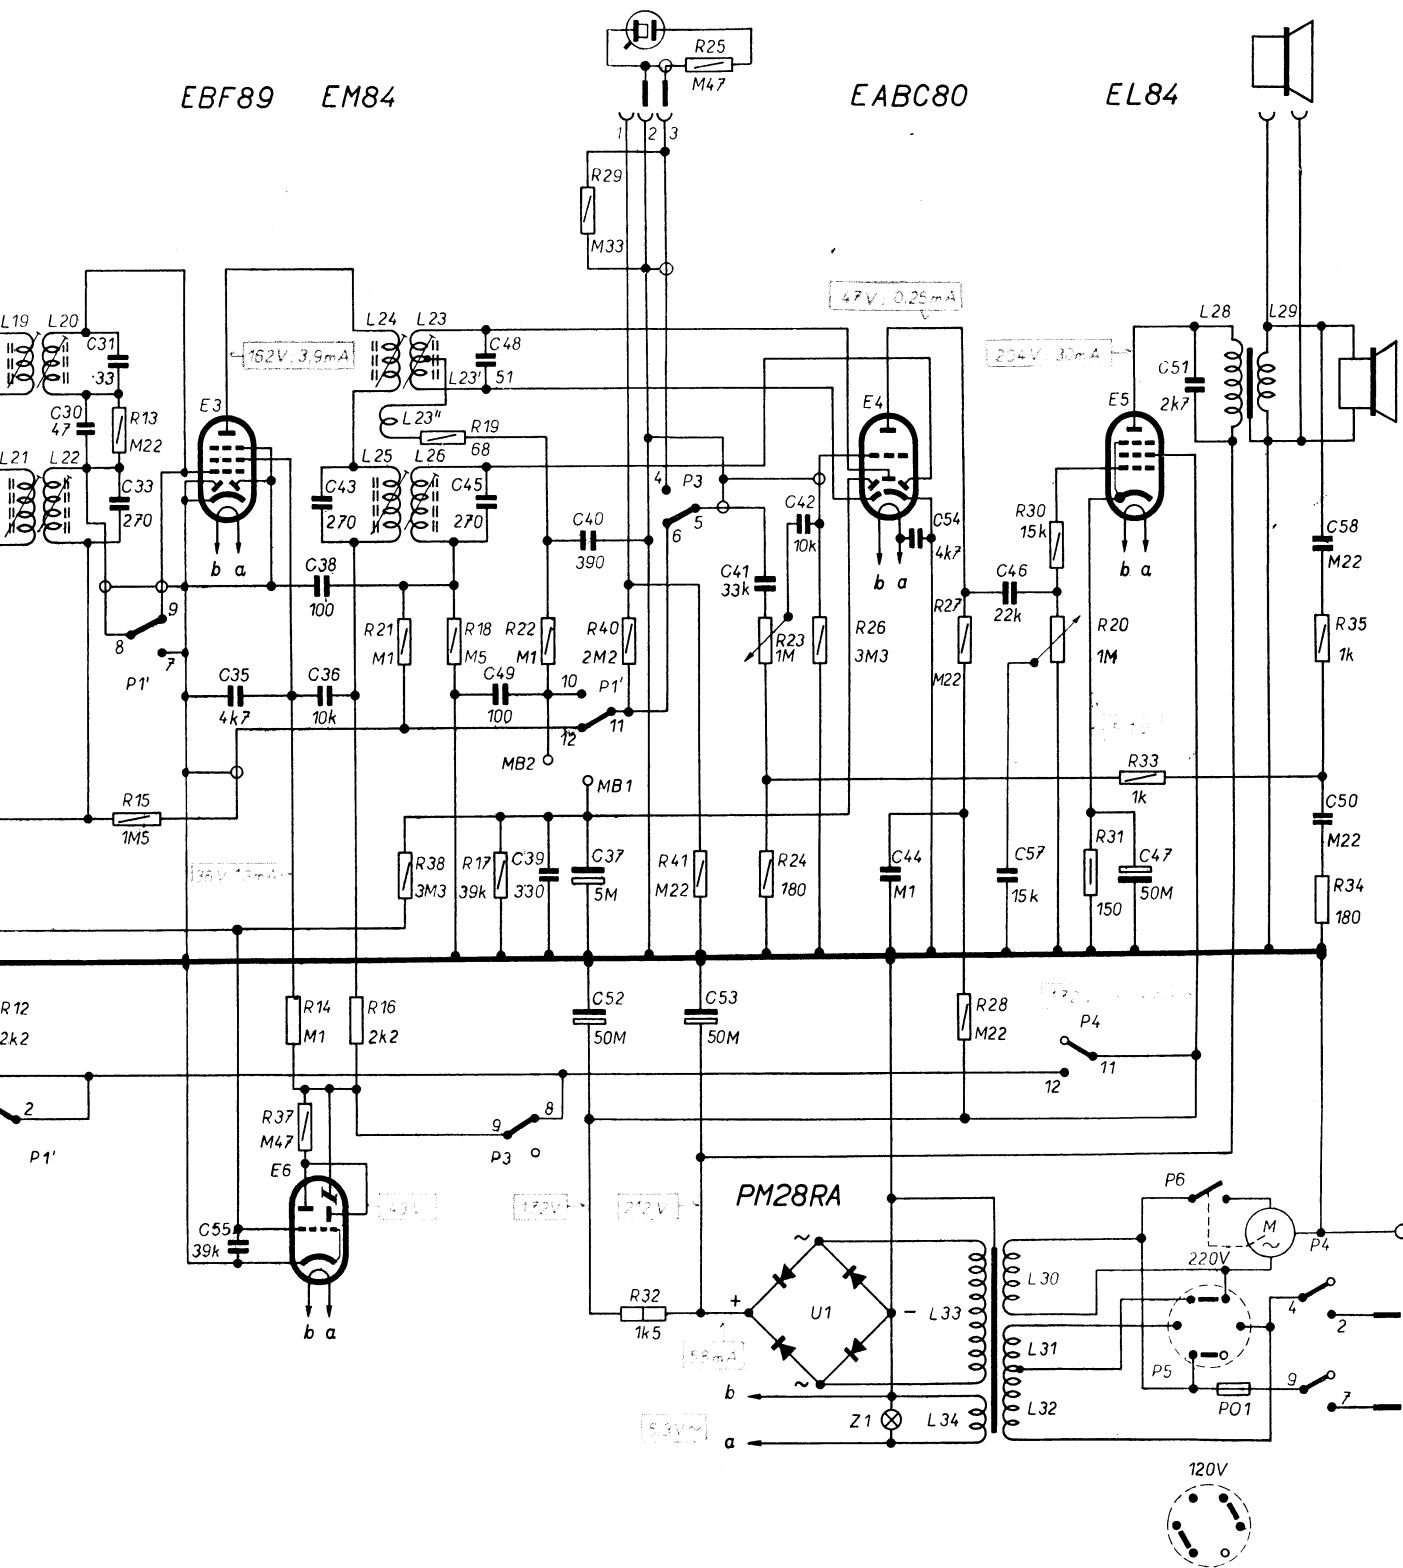 EBF89
EM84
EABC80
EL84
R25
M47
1
2
3
R29
M33
47V; 0,25mA
L19
L20
C31
33
L24
L23
C48
51
L23'
L23"
162V; 3,9mA
L28
L29
C51
2k7
C30
47
R13
M22
E3
R19
68
E4
E5
L21
L22
C33
270
L25
L26
C43
270
C45
270
4
P3
5
6
C42
10k
C54
4k7
R30
15k
C58
M22
b a
C40
390
b a
b a
C38
100
C41
33k
C46
22k
9
8
7
P1'
R21
M1
R18
M5
R22
M1
R40
2M2
R23
1M
R26
3M3
R27
M22
R20
1M
R35
1k
C35
4k7
C36
10k
C49
100
10
P1'
11
12
MB2
MB1
R33
1k
R15
1M5
C50
M22
R38
3M3
R17
39k
C39
330
C37
5M
R41
M22
R24
180
C44
M1
C57
15k
R31
150
C47
50M
R34
180
R12
2k2
R14
M1
R16
2k2
C52
50M
C53
50M
R28
M22
P4
11
12
2
P1'
R37
M47
9
8
P3
E6
172V
212V
PM28RA
P6
C55
39k
M
~
P4
220V
b a
R32
1k5
+
~
U1
-
~
L33
L30
L31
L32
4
2
58mA
P5
9
7
PO1
b
a
Z1
L34
6,3V~
120V